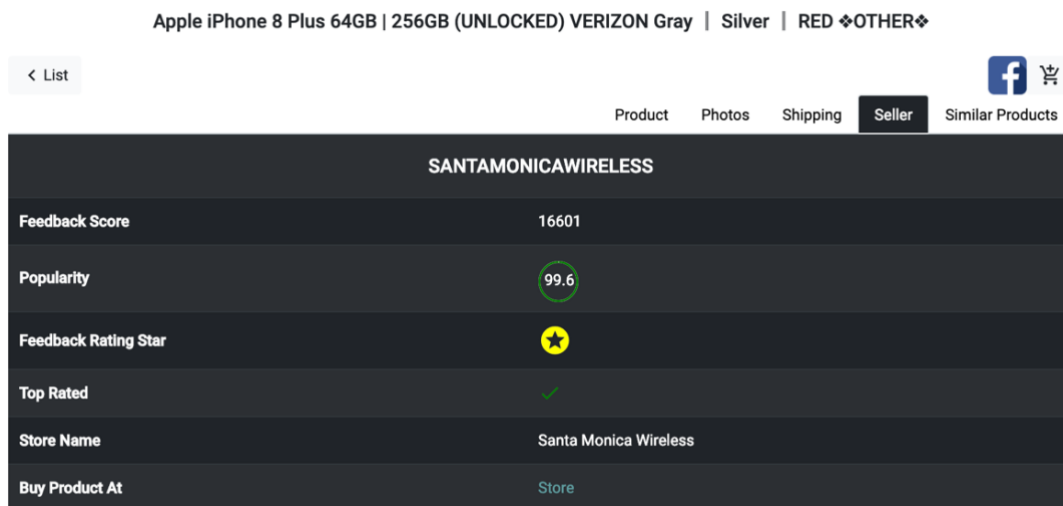 Apple iPhone 8 Plus 64GB | 256GB (UNLOCKED) VERIZON Gray | Silver | RED ❖OTHER❖
< List
Product Photos Shipping Seller Similar Products
SANTAMONICAWIRELESS
Feedback Score 16601
Popularity 99.6
Feedback Rating Star
Top Rated
Store Name Santa Monica Wireless
Buy Product At Store